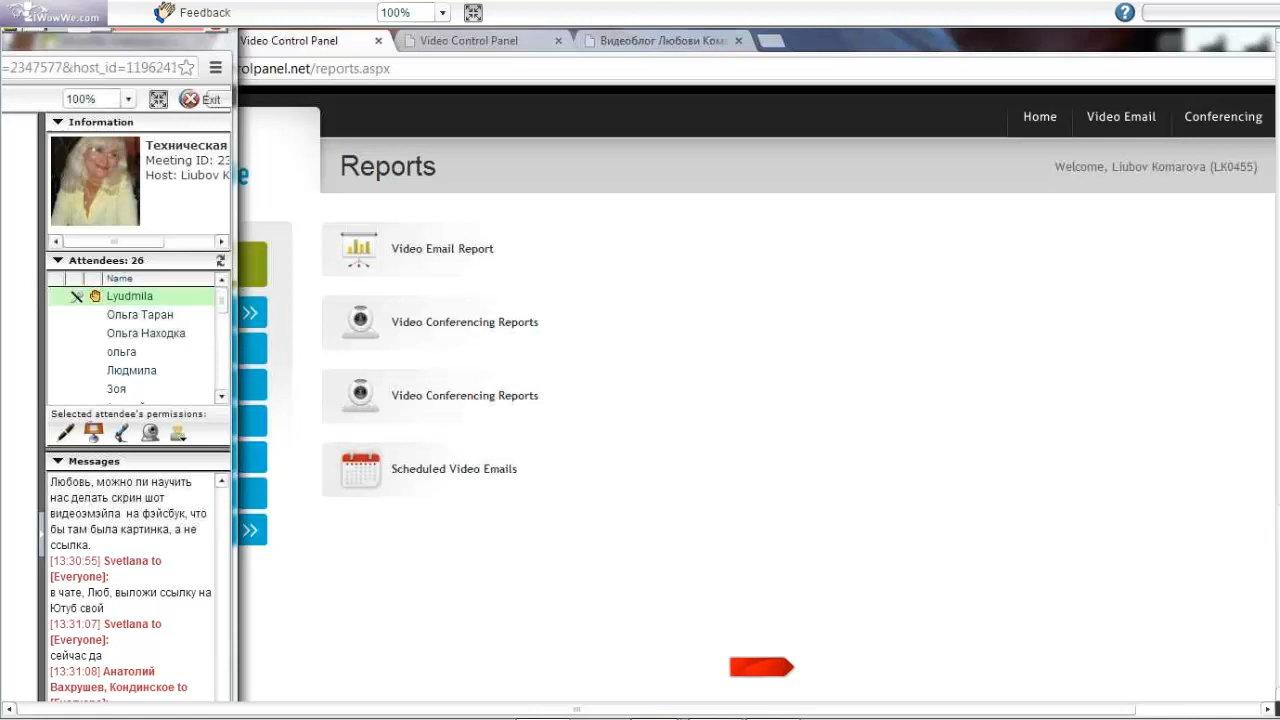 iWowWe.com
Feedback
100%
?
Video Control Panel
Video Control Panel
Видеоблог Любови Ком
=2347577&host_id=1196241
rolpanel.net/reports.aspx
100%
Exit
Home
Video Email
Conferencing
Information
Техническая
Meeting ID: 23
Host: Liubov K
Reports
Welcome, Liubov Komarova (LK0455)
Attendees: 26
Name
Lyudmila
Ольга Таран
Ольга Находка
ольга
Людмила
Зоя
Selected attendee's permissions:
Messages
Любовь, можно ли научить
нас делать скрин шот
видеоэмэйла на фэйсбук, что
бы там была картинка, а не
ссылка.
[13:30:55] Svetlana to
[Everyone]:
в чате, Люб, выложи ссылку на
Ютуб свой
[13:31:07] Svetlana to
[Everyone]:
сейчас да
[13:31:08] Анатолий
Вахрушев, Кондинское to
Video Email Report
Video Conferencing Reports
Video Conferencing Reports
Scheduled Video Emails